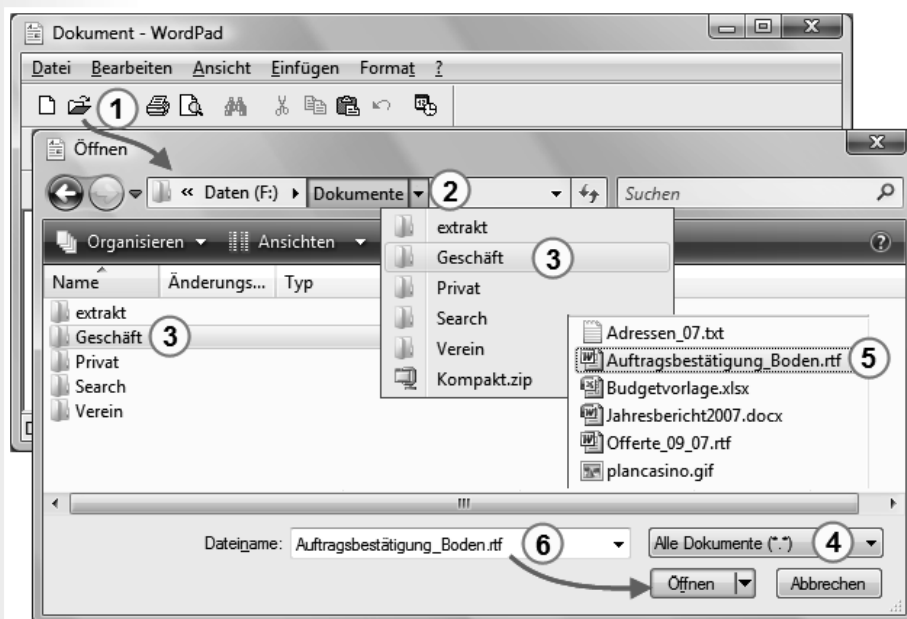 Dokument - WordPad
Datei Bearbeiten Ansicht Einfügen Format ?
1
Öffnen
« Daten (F:) Dokumente 2 Suchen
Organisieren Ansichten ?
Name Änderungs... Typ
extrakt
Geschäft 3
Privat
Search
Verein
Kompakt.zip
extrakt
Geschäft 3
Privat
Search
Verein
Adressen_07.txt
Auftragsbestätigung_Boden.rtf 5
Budgetvorlage.xlsx
Jahresbericht2007.docx
Offerte_09_07.rtf
plancasino.gif
Dateiname: Auftragsbestätigung_Boden.rtf 6 Alle Dokumente (*.*) 4
Öffnen Abbrechen